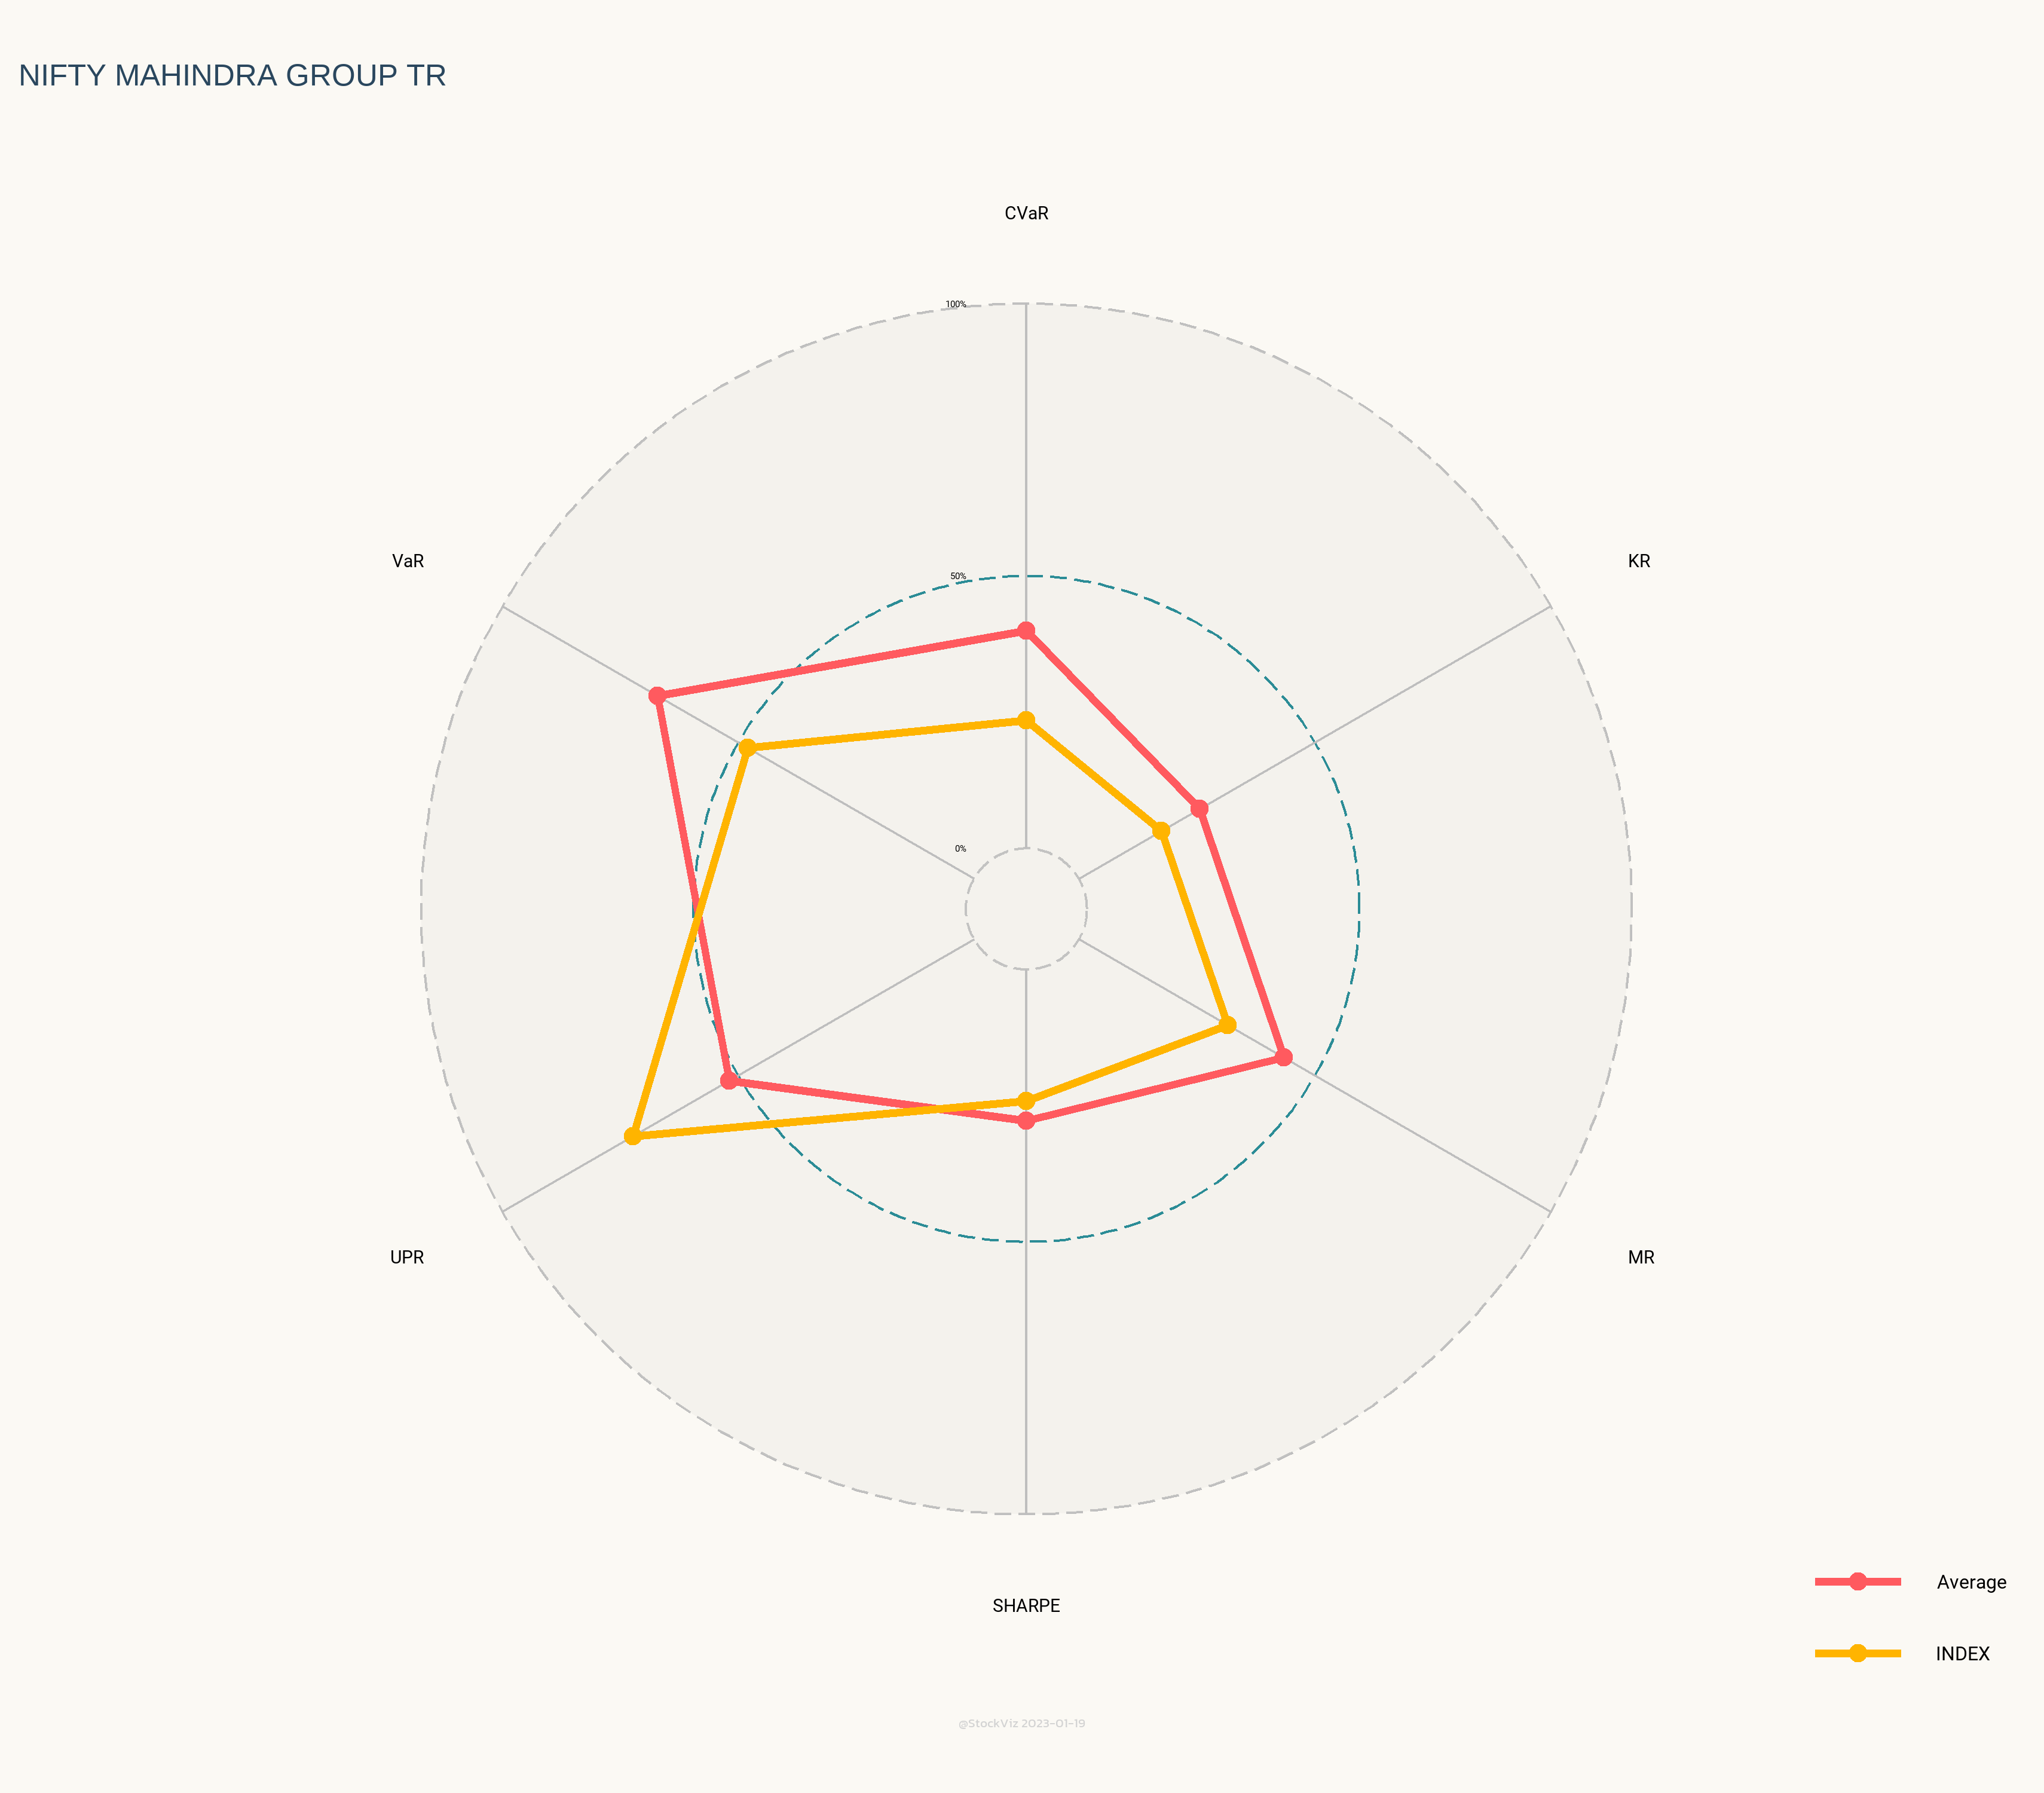 NIFTY MAHINDRA GROUP TR
CVaR
100%
VaR
KR
50%
0%
UPR
MR
SHARPE
Average
INDEX
@StockViz 2023-01-19